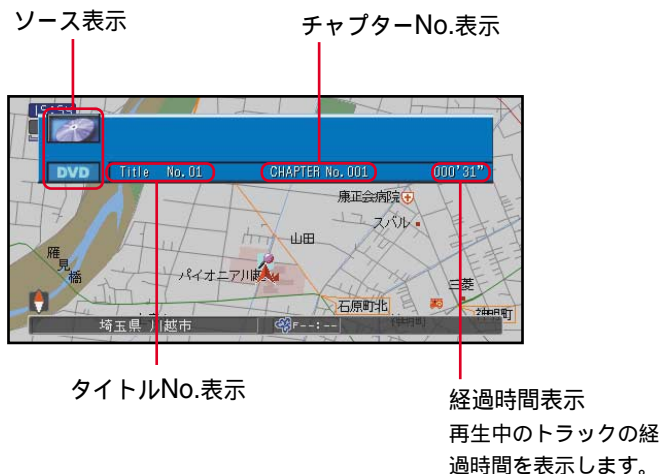 ソース表示
チャプターNo.表示
DVD
Title No.01
CHAPTER No.001
000'31"
康正会病院
スバル
山田
雁見橋
パイオニア川越
三菱
石原町北
神明町
埼玉県 川越市
F--:--
タイトルNo.表示
経過時間表示
再生中のトラックの経
過時間を表示します。